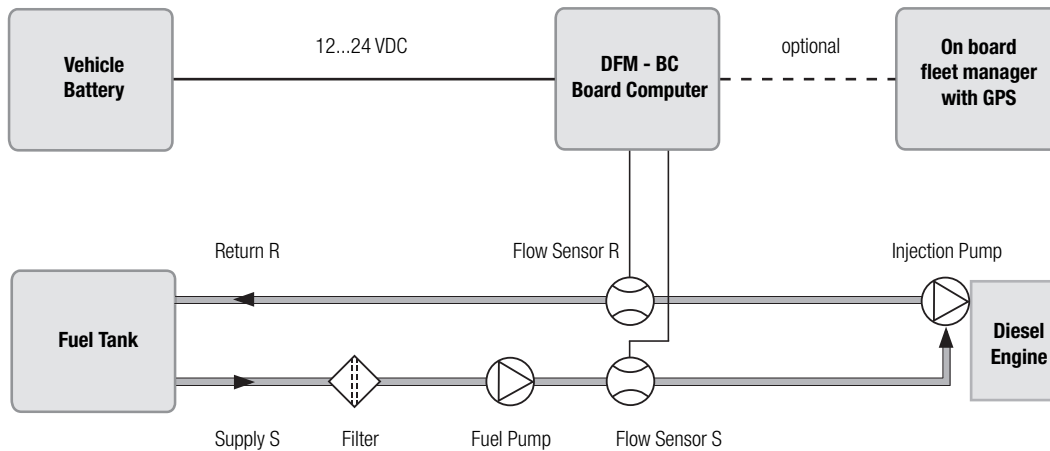 Vehicle
Battery
12...24 VDC
DFM - BC
Board Computer
optional
On board
fleet manager
with GPS
Return R
Flow Sensor R
Injection Pump
Fuel Tank
Diesel
Engine
Supply S
Filter
Fuel Pump
Flow Sensor S